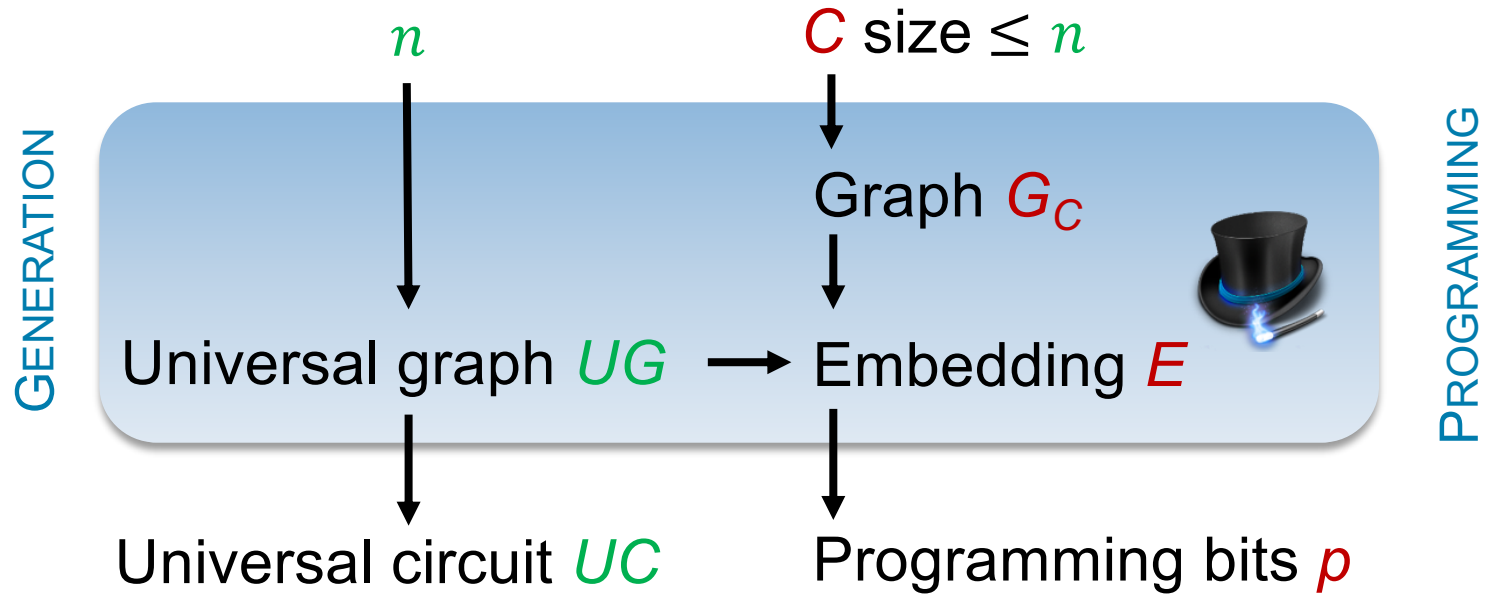 n
C size ≤ n
GENERATION
Graph G_C
Universal graph UG
Embedding E
PROGRAMMING
Universal circuit UC
Programming bits p